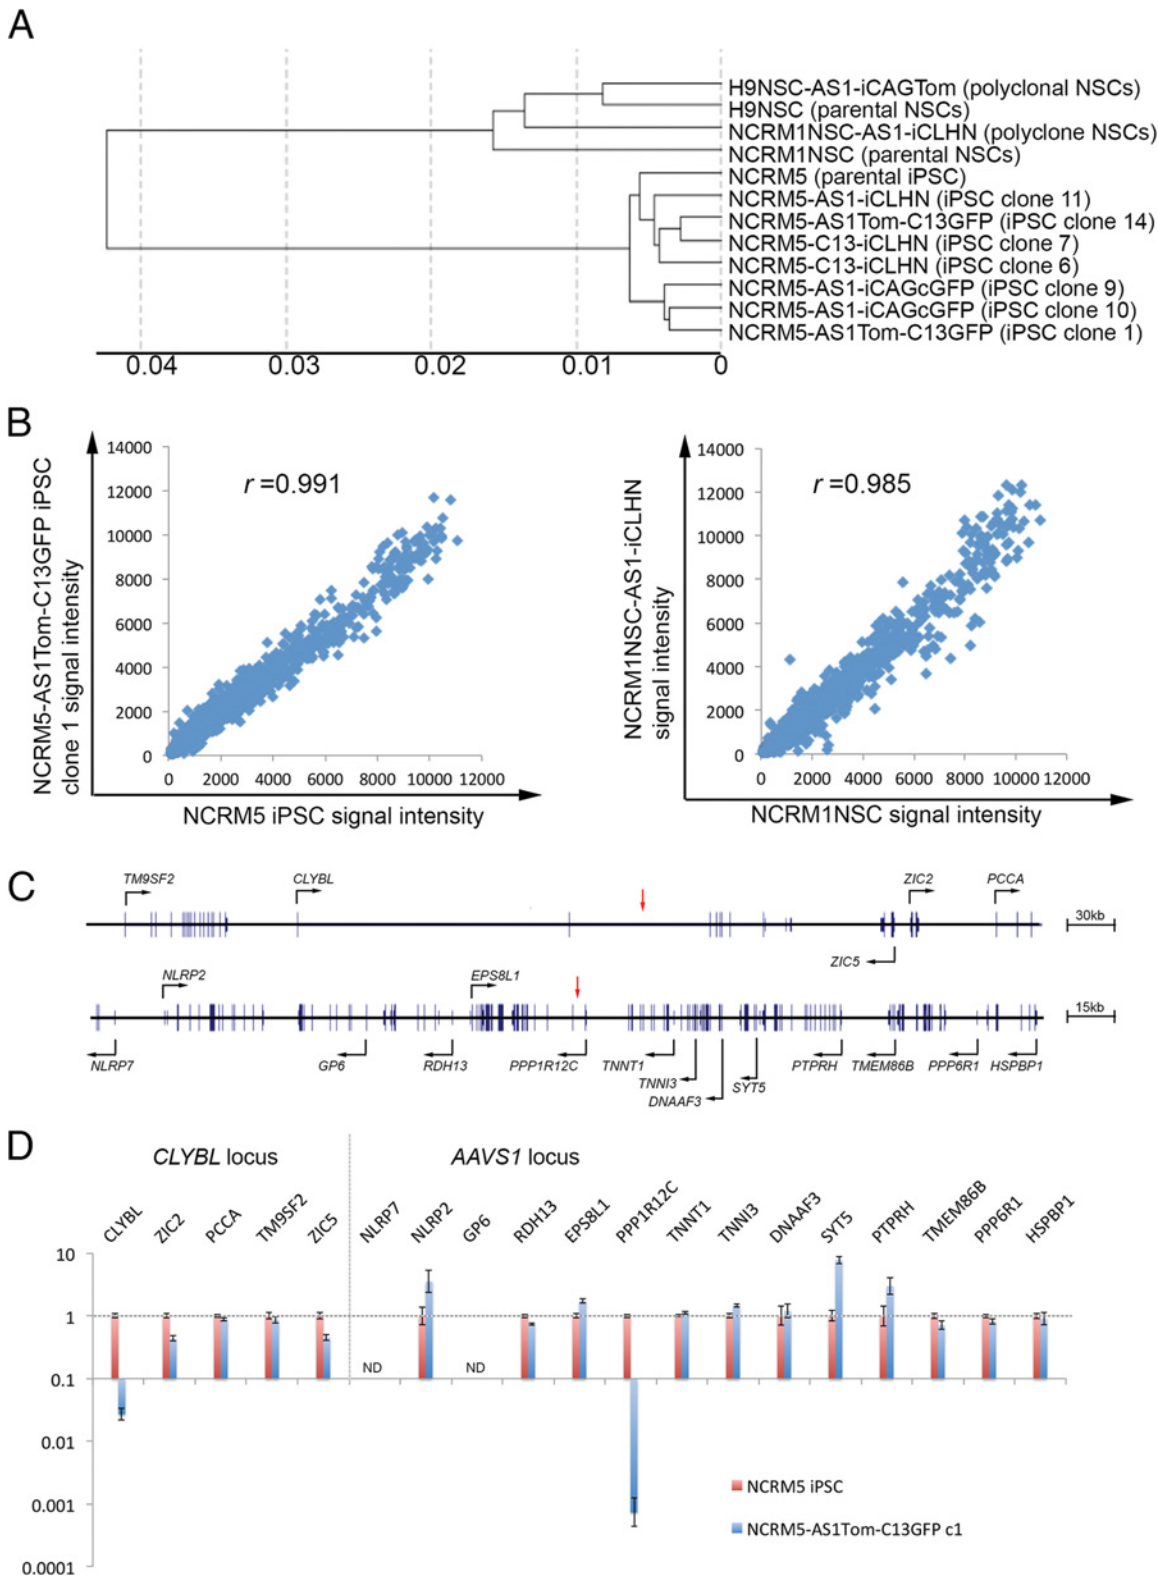 A
H9NSC-AS1-iCAGTom (polyclonal NSCs)
H9NSC (parental NSCs)
NCRM1NSC-AS1-iCLHN (polyclone NSCs)
NCRM1NSC (parental NSCs)
NCRM5 (parental iPSC)
NCRM5-AS1-iCLHN (iPSC clone 11)
NCRM5-AS1Tom-C13GFP (iPSC clone 14)
NCRM5-C13-iCLHN (iPSC clone 7)
NCRM5-C13-iCLHN (iPSC clone 6)
NCRM5-AS1-iCAGcGFP (iPSC clone 9)
NCRM5-AS1-iCAGcGFP (iPSC clone 10)
NCRM5-AS1Tom-C13GFP (iPSC clone 1)
0.04 0.03 0.02 0.01 0
B
NCRM5-AS1Tom-C13GFP iPSC
clone 1 signal intensity
14000
12000
10000
8000
6000
4000
2000
0
r =0.991
0 2000 4000 6000 8000 10000 12000
NCRM5 iPSC signal intensity
NCRM1NSC-AS1-iCLHN
signal intensity
14000
12000
10000
8000
6000
4000
2000
0
r =0.985
0 2000 4000 6000 8000 10000 12000
NCRM1NSC signal intensity
C
TM9SF2 CLYBL ZIC2 PCCA
30kb
ZIC5
NLRP2 EPS8L1
15kb
NLRP7 GP6 RDH13 PPP1R12C TNNT1 TNNI3 DNAAF3 SYT5 PTPRH TMEM86B PPP6R1 HSPBP1
D
CLYBL locus AAVS1 locus
CLYBL ZIC2 PCCA TM9SF2 ZIC5 NLRP7 NLRP2 GP6 RDH13 EPS8L1 PPP1R12C TNNT1 TNNI3 DNAAF3 SYT5 PTPRH TMEM86B PPP6R1 HSPBP1
10
1
0.1
0.01
0.001
0.0001
ND ND
NCRM5 iPSC
NCRM5-AS1Tom-C13GFP c1